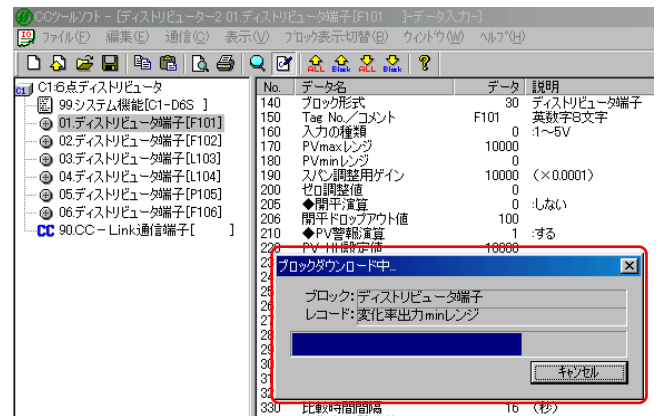 CCツールソフト - [ディストリビューター2 01.ディストリビュータ端子[F101 ]-データ入力-]
ファイル(F) 編集(E) 通信(C) 表示(V) ブロック表示切替(B) ウィンドウ(W) ヘルプ(H)
ALL Block ALL Block
C1:6点ディストリビュータ
99.システム機能[C1-D6S ]
01.ディストリビュータ端子[F101]
02.ディストリビュータ端子[F102]
03.ディストリビュータ端子[L103]
04.ディストリビュータ端子[L104]
05.ディストリビュータ端子[P105]
06.ディストリビュータ端子[F106]
CC 90.CC-Link通信端子[ ]
No. データ名 データ 説明
140 ブロック形式 30 ディストリビュータ端子
150 Tag No./コメント F101 英数字8文字
160 入力の種類 0 :1~5V
170 PVmaxレンジ 10000
180 PVminレンジ 0
190 スパン調整用ゲイン 10000 (×0.0001)
200 ゼロ調整値 0
205 ◆開平演算 0 :しない
206 開平ドロップアウト値 100
210 ◆PV警報演算 1 :する
220 PV HH設定値 10000
ブロックダウンロード中...
ブロック: ディストリビュータ端子
レコード: 変化率出力minレンジ
キャンセル
330 比較時間間隔 16 (秒)